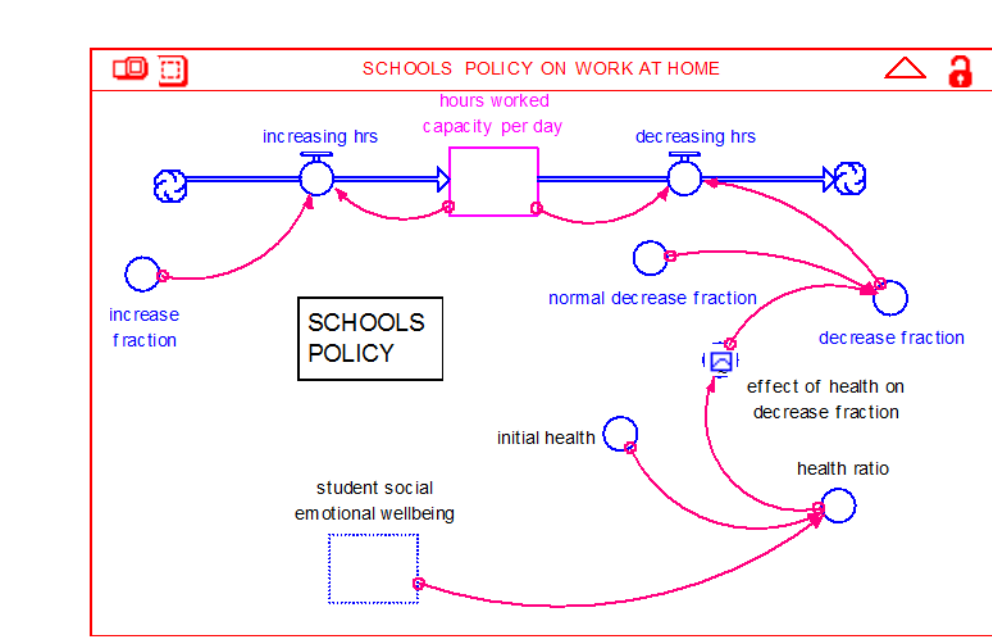 SCHOOLS POLICY ON WORK AT HOME
hours worked
capacity per day
increasing hrs
decreasing hrs
increase
fraction
normal decrease fraction
decrease fraction
SCHOOLS
POLICY
effect of health on
decrease fraction
initial health
health ratio
student social
emotional wellbeing